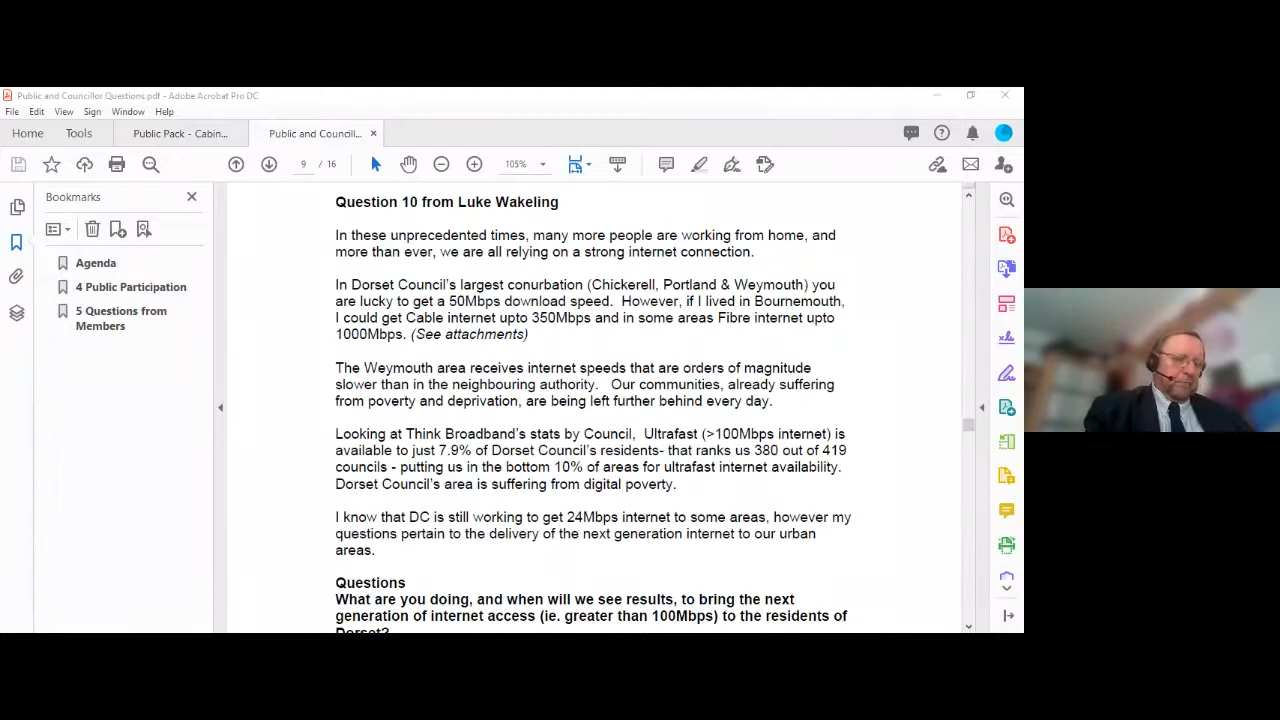 Public and Councillor Questions.pdf - Adobe Acrobat Pro DC
File Edit View Sign Window Help
Home Tools Public Pack - Cabin... Public and Councill... ×
9 / 16 105%
Bookmarks
Agenda
4 Public Participation
5 Questions from
Members
Question 10 from Luke Wakeling
In these unprecedented times, many more people are working from home, and
more than ever, we are all relying on a strong internet connection.
In Dorset Council's largest conurbation (Chickerell, Portland & Weymouth) you
are lucky to get a 50Mbps download speed. However, if I lived in Bournemouth,
I could get Cable internet upto 350Mbps and in some areas Fibre internet upto
1000Mbps. (See attachments)
The Weymouth area receives internet speeds that are orders of magnitude
slower than in the neighbouring authority. Our communities, already suffering
from poverty and deprivation, are being left further behind every day.
Looking at Think Broadband's stats by Council, Ultrafast (>100Mbps internet) is
available to just 7.9% of Dorset Council's residents- that ranks us 380 out of 419
councils - putting us in the bottom 10% of areas for ultrafast internet availability.
Dorset Council's area is suffering from digital poverty.
I know that DC is still working to get 24Mbps internet to some areas, however my
questions pertain to the delivery of the next generation internet to our urban
areas.
Questions
What are you doing, and when will we see results, to bring the next
generation of internet access (ie. greater than 100Mbps) to the residents of
Dorset?